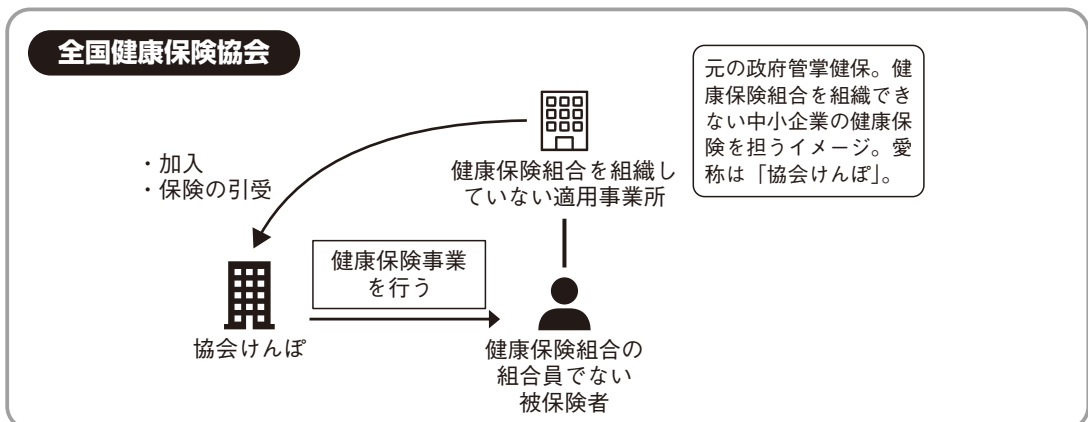 全国健康保険協会
元の政府管掌健保。健
康保険組合を組織でき
ない中小企業の健康保
険を担うイメージ。愛
称は「協会けんぽ」。
・加入
・保険の引受
健康保険組合を組織し
ていない適用事業所
健康保険事業
を行う
協会けんぽ
健康保険組合の
組合員でない
被保険者